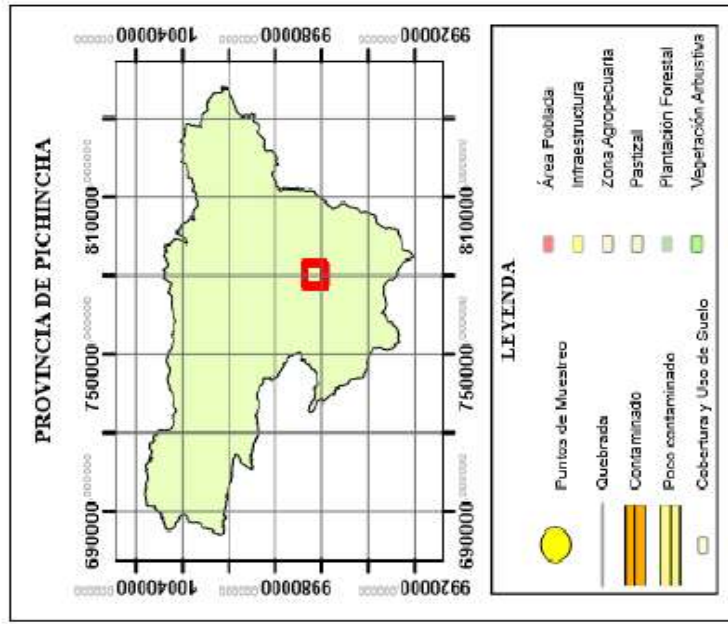 PROVINCIA DE PICHINCHA
690000 750000 810000
10040000 10040000
9980000 9980000
9920000 9920000
690000 750000 810000
LEYENDA
Puntos de Muestreo
Quebrada
Contaminado
Poco contaminado
Cobertura y Uso de Suelo
Área Poblada
Infraestructura
Zona Agropecuaria
Pastizal
Plantación Forestal
Vegetación Arbustiva